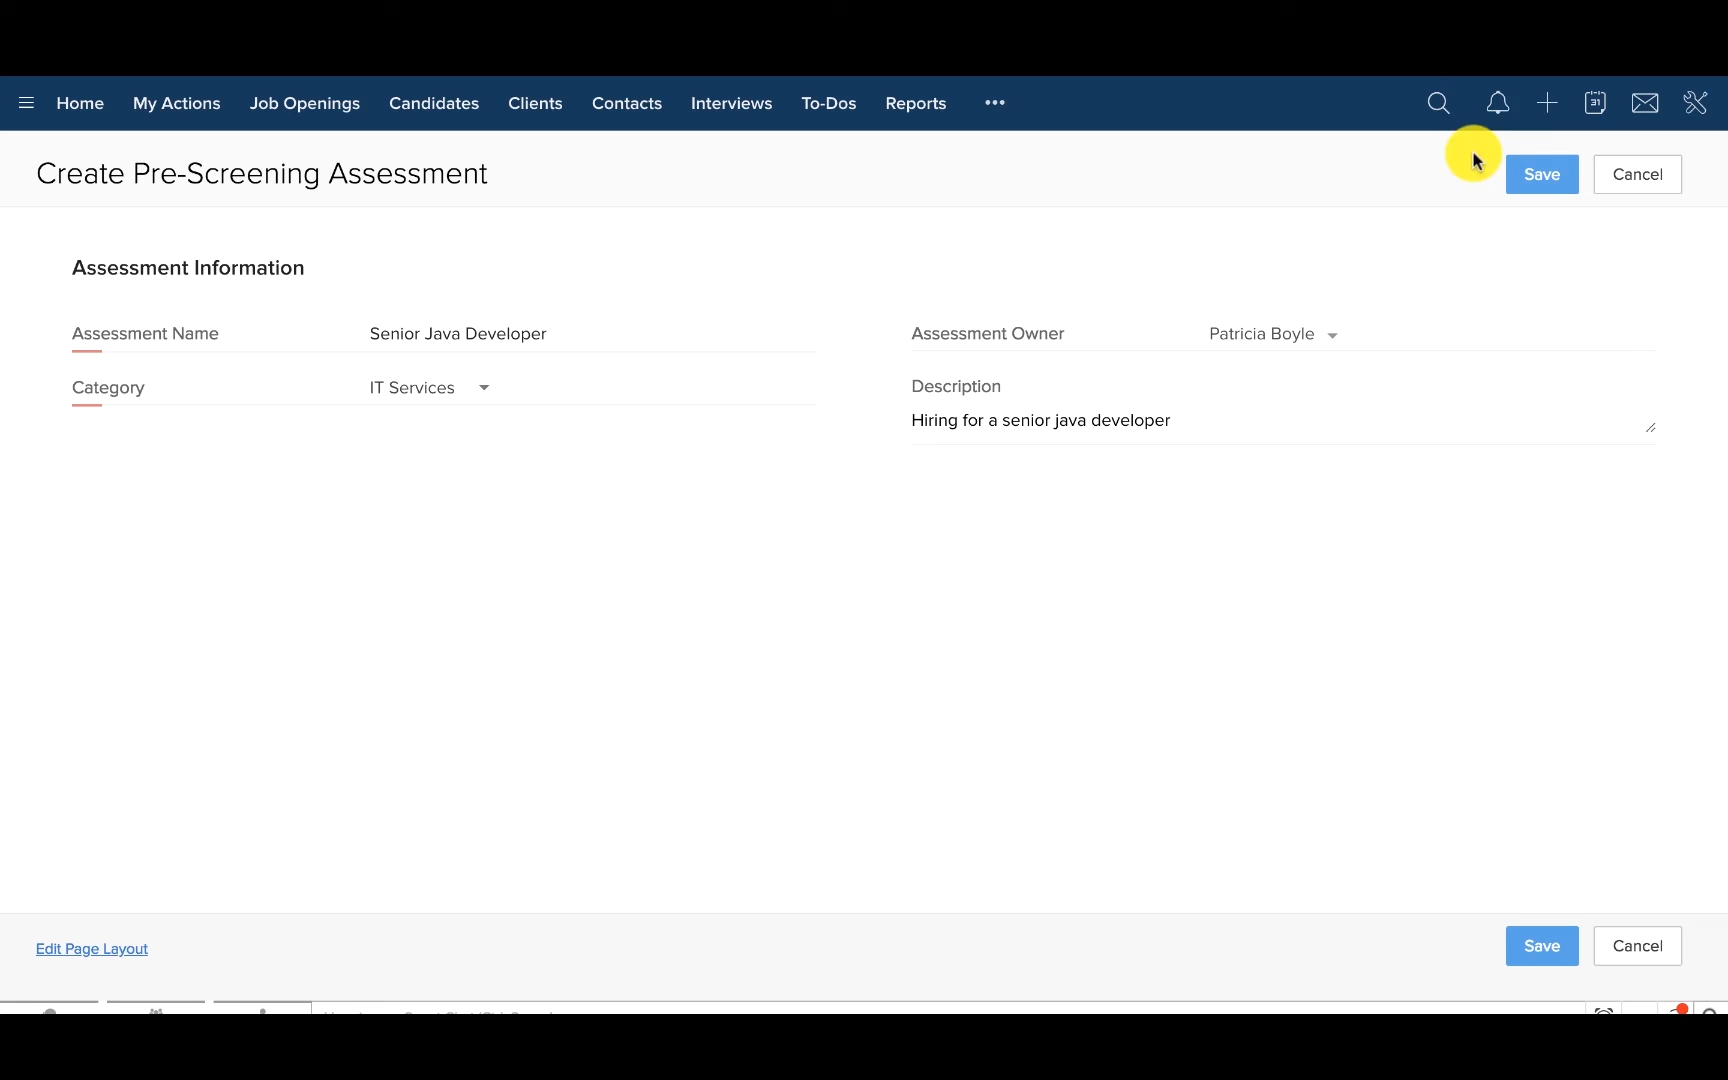 Home My Actions Job Openings Candidates Clients Contacts Interviews To-Dos Reports ••• 31
Create Pre-Screening Assessment
Save Cancel
Assessment Information
Assessment Name Senior Java Developer
Assessment Owner Patricia Boyle
Category IT Services
Description
Hiring for a senior java developer
Edit Page Layout
Save Cancel